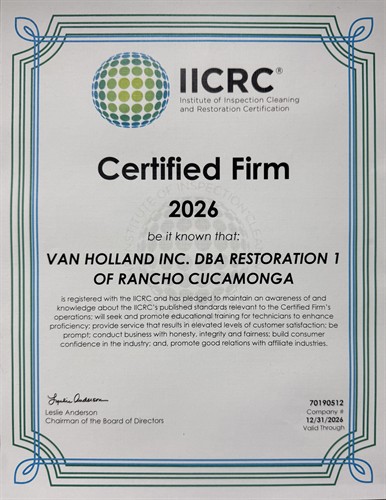 IICRC®
Institute of Inspection Cleaning
and Restoration Certification
Certified Firm
2026
be it known that:
VAN HOLLAND INC. DBA RESTORATION 1
OF RANCHO CUCAMONGA
is registered with the IICRC and has pledged to maintain an awareness of and
knowledge about the IICRC's published standards relevant to the Certified Firm's
operations; will seek and promote educational training for technicians to enhance
proficiency; provide service that results in elevated levels of customer satisfaction; be
prompt; conduct business with honesty, integrity and fairness; build consumer
confidence in the industry; and, promote good relations with affiliate industries.
Leslie Anderson
Leslie Anderson
Chairman of the Board of Directors
70190512
Company #
12/31/2026
Valid Through